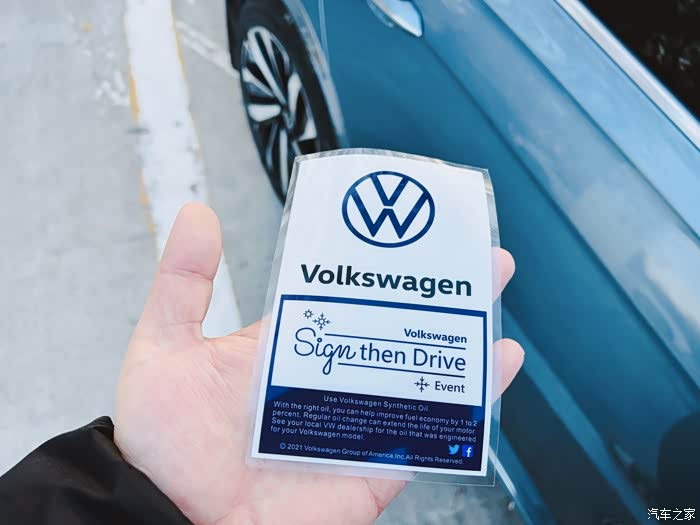 Volkswagen
Volkswagen
Sign then Drive
Event
Use Volkswagen Synthetic Oil.
With the right oil, you can help improve fuel economy by 1 to 2
percent. Regular oil change can extend the life of your motor.
See your local VW dealership for the oil that was engineered
for your Volkswagen model.
© 2021 Volkswagen Group of America.Inc.All Rights Reserved.
汽车之家